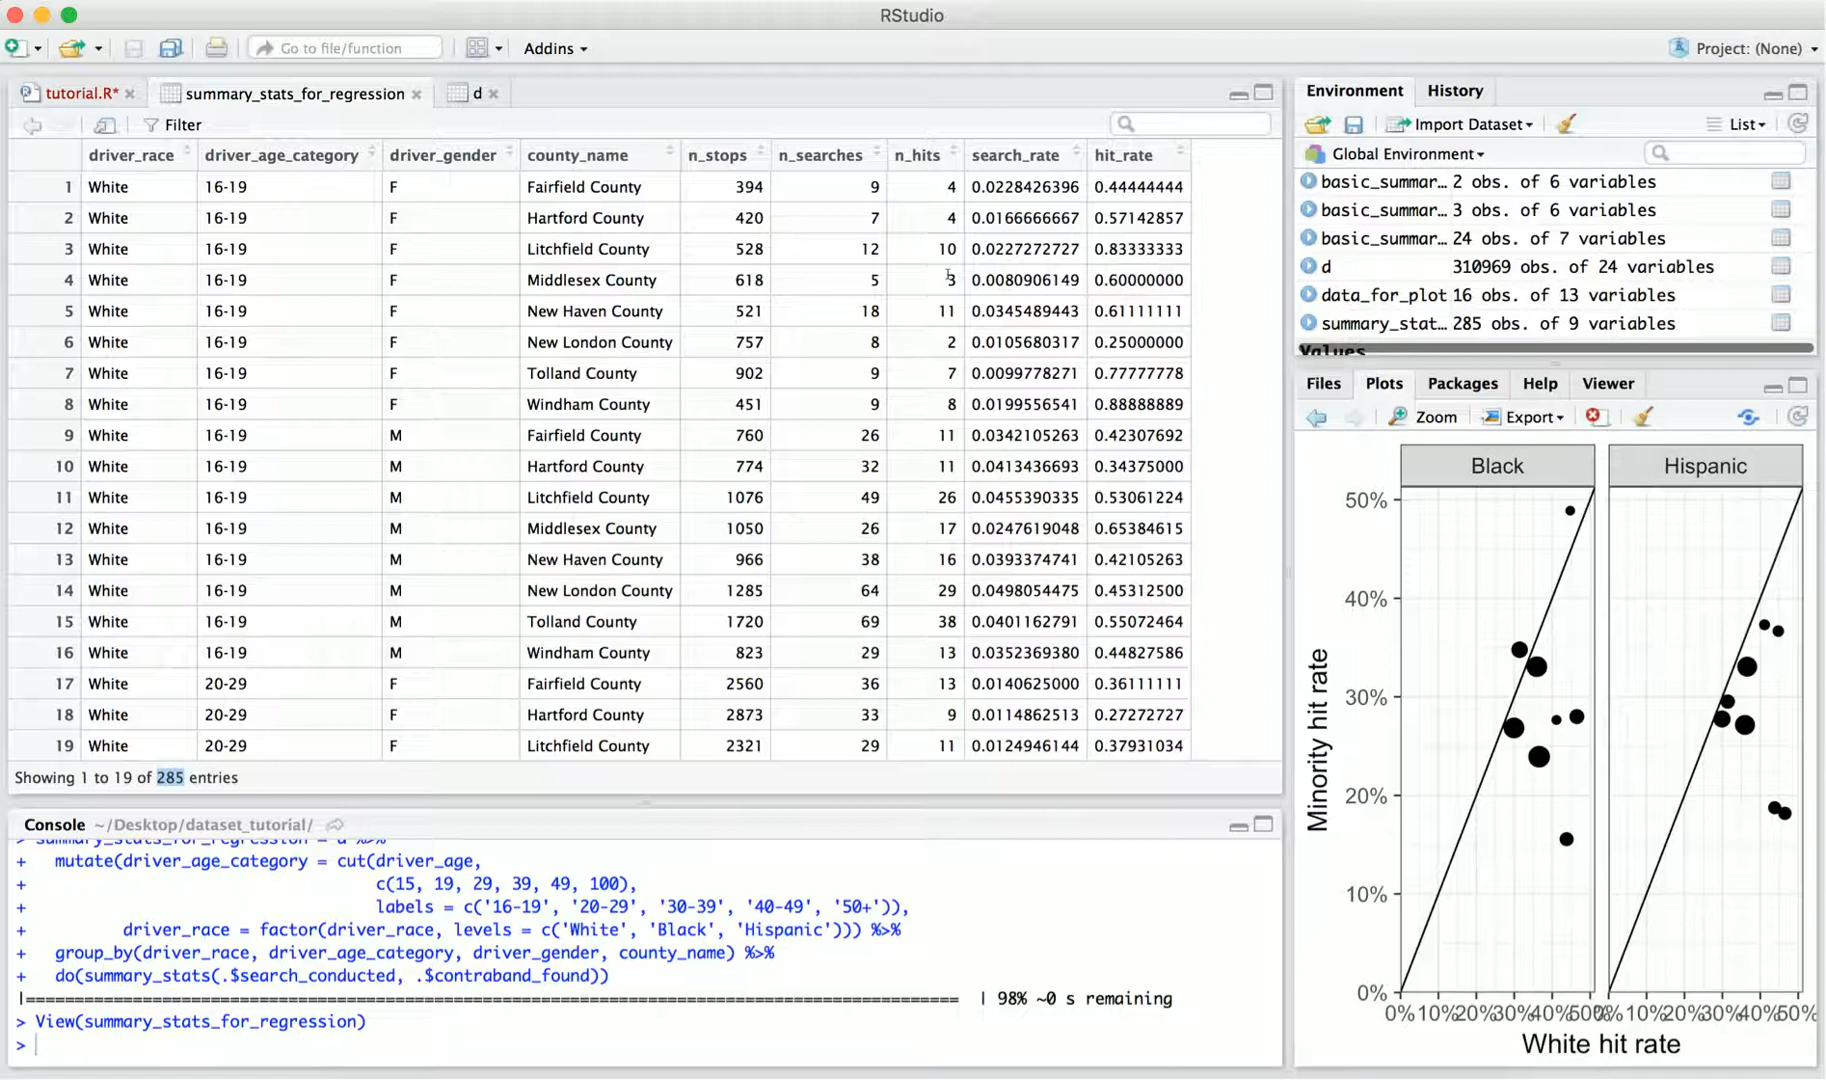 RStudio
Go to file/function
Addins
Project: (None)
tutorial.R*
summary_stats_for_regression
d
Filter
driver_race driver_age_category driver_gender county_name n_stops n_searches n_hits search_rate hit_rate
1 White 16-19 F Fairfield County 394 9 4 0.0228426396 0.44444444
2 White 16-19 F Hartford County 420 7 4 0.0166666667 0.57142857
3 White 16-19 F Litchfield County 528 12 10 0.0227272727 0.83333333
4 White 16-19 F Middlesex County 618 5 3 0.0080906149 0.60000000
5 White 16-19 F New Haven County 521 18 11 0.0345489443 0.61111111
6 White 16-19 F New London County 757 8 2 0.0105680317 0.25000000
7 White 16-19 F Tolland County 902 9 7 0.0099778271 0.77777778
8 White 16-19 F Windham County 451 9 8 0.0199556541 0.88888889
9 White 16-19 M Fairfield County 760 26 11 0.0342105263 0.42307692
10 White 16-19 M Hartford County 774 32 11 0.0413436693 0.34375000
11 White 16-19 M Litchfield County 1076 49 26 0.0455390335 0.53061224
12 White 16-19 M Middlesex County 1050 26 17 0.0247619048 0.65384615
13 White 16-19 M New Haven County 966 38 16 0.0393374741 0.42105263
14 White 16-19 M New London County 1285 64 29 0.0498054475 0.45312500
15 White 16-19 M Tolland County 1720 69 38 0.0401162791 0.55072464
16 White 16-19 M Windham County 823 29 13 0.0352369380 0.44827586
17 White 20-29 F Fairfield County 2560 36 13 0.0140625000 0.36111111
18 White 20-29 F Hartford County 2873 33 9 0.0114862513 0.27272727
19 White 20-29 F Litchfield County 2321 29 11 0.0124946144 0.37931034
Showing 1 to 19 of 285 entries
Console ~/Desktop/dataset_tutorial/
> summary_stats_for_regression = d %>%
+ mutate(driver_age_category = cut(driver_age,
+ c(15, 19, 29, 39, 49, 100),
+ labels = c('16-19', '20-29', '30-39', '40-49', '50+')),
+ driver_race = factor(driver_race, levels = c('White', 'Black', 'Hispanic'))) %>%
+ group_by(driver_race, driver_age_category, driver_gender, county_name) %>%
+ do(summary_stats(.$search_conducted, .$contraband_found))
|=====================================================================================| 98% ~0 s remaining
> View(summary_stats_for_regression)
>
Environment History
Import Dataset List
Global Environment
basic_summar... 2 obs. of 6 variables
basic_summar... 3 obs. of 6 variables
basic_summar... 24 obs. of 7 variables
d 310969 obs. of 24 variables
data_for_plot 16 obs. of 13 variables
summary_stat... 285 obs. of 9 variables
Values
Files Plots Packages Help Viewer
Zoom Export
Black Hispanic
50%
40%
30%
20%
10%
0%
Minority hit rate
0% 10% 20% 30% 40% 50% 0% 10% 20% 30% 40% 50%
White hit rate